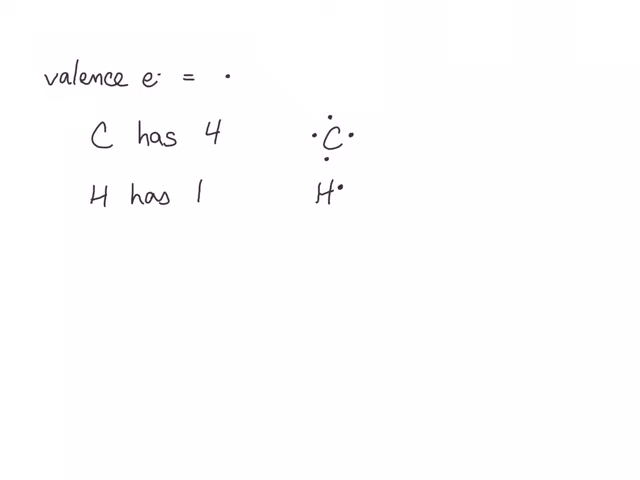 valence e- = ·
C has 4 ·C·
H has 1 H·